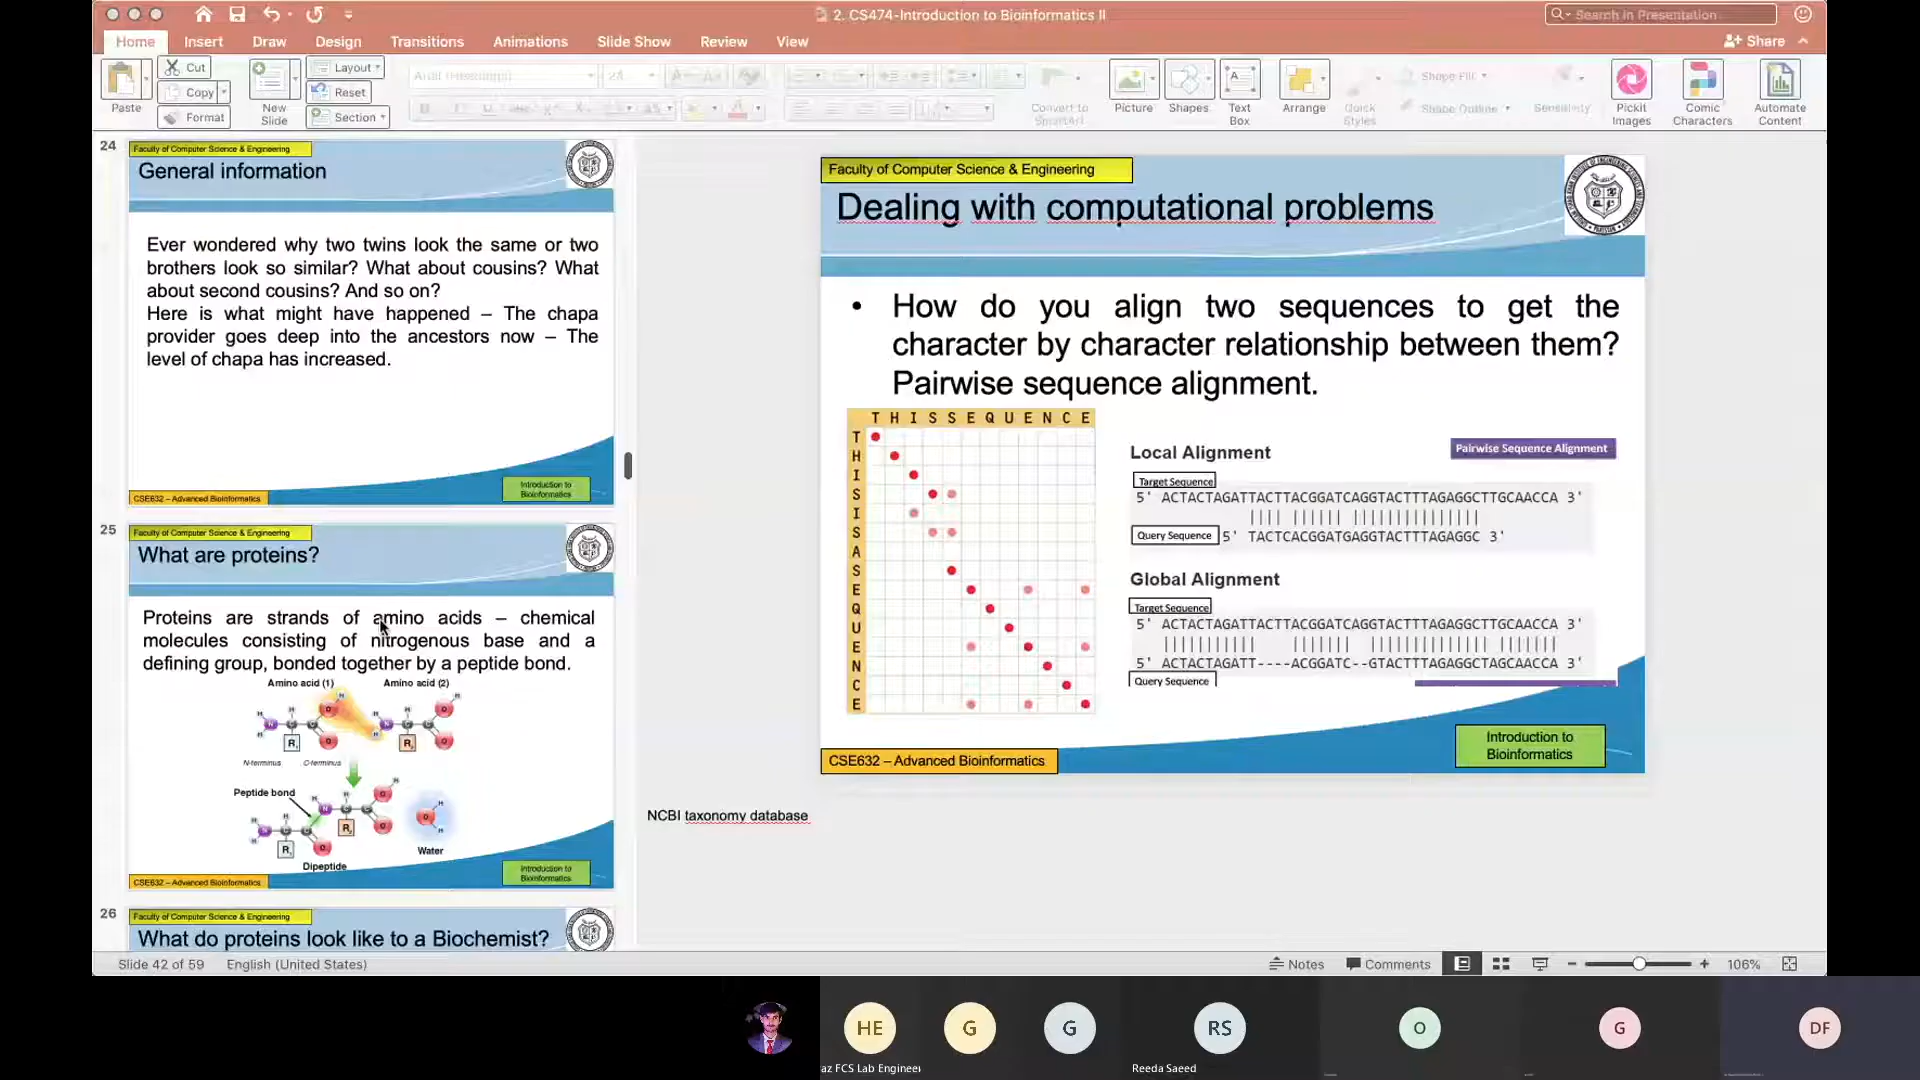 2. CS474-Introduction to Bioinformatics II
Search in Presentation
Home Insert Draw Design Transitions Animations Slide Show Review View
Share
Paste
Cut
Copy
Format
New Slide
Layout
Reset
Section
Convert to SmartArt
Picture
Shapes
Text Box
Arrange
Quick Styles
Shape Fill
Shape Outline
Sensitivity
Pickit Images
Comic Characters
Automate Content
24
Faculty of Computer Science & Engineering
General information
Ever wondered why two twins look the same or two
brothers look so similar? What about cousins? What
about second cousins? And so on?
Here is what might have happened – The chapa
provider goes deep into the ancestors now – The
level of chapa has increased.
CSE632 – Advanced Bioinformatics
Introduction to
Bioinformatics
25
Faculty of Computer Science & Engineering
What are proteins?
Proteins are strands of amino acids – chemical
molecules consisting of nitrogenous base and a
defining group, bonded together by a peptide bond.
Amino acid (1) Amino acid (2)
N-terminus C-terminus
Peptide bond
Water
Dipeptide
CSE632 – Advanced Bioinformatics
Introduction to
Bioinformatics
26
Faculty of Computer Science & Engineering
What do proteins look like to a Biochemist?
Faculty of Computer Science & Engineering
Dealing with computational problems
• How do you align two sequences to get the
character by character relationship between them?
Pairwise sequence alignment.
T H I S S E Q U E N C E
T
H
I
S
I
S
A
S
E
Q
U
E
N
C
E
Local Alignment
Pairwise Sequence Alignment
Target Sequence
5' ACTACTAGATTACTTACGGATCAGGTACTTTAGAGGCTTGCAACCA 3'
Query Sequence 5' TACTCACGGATGAGGTACTTTAGAGGC 3'
Global Alignment
Target Sequence
5' ACTACTAGATTACTTACGGATCAGGTACTTTAGAGGCTTGCAACCA 3'
5' ACTACTAGATT----ACGGATC--GTACTTTAGAGGCTAGCAACCA 3'
Query Sequence
CSE632 – Advanced Bioinformatics
Introduction to
Bioinformatics
NCBI taxonomy database
Slide 42 of 59 English (United States)
Notes Comments 106%
HE G G RS O G DF
az FCS Lab Engineer
Reeda Saeed